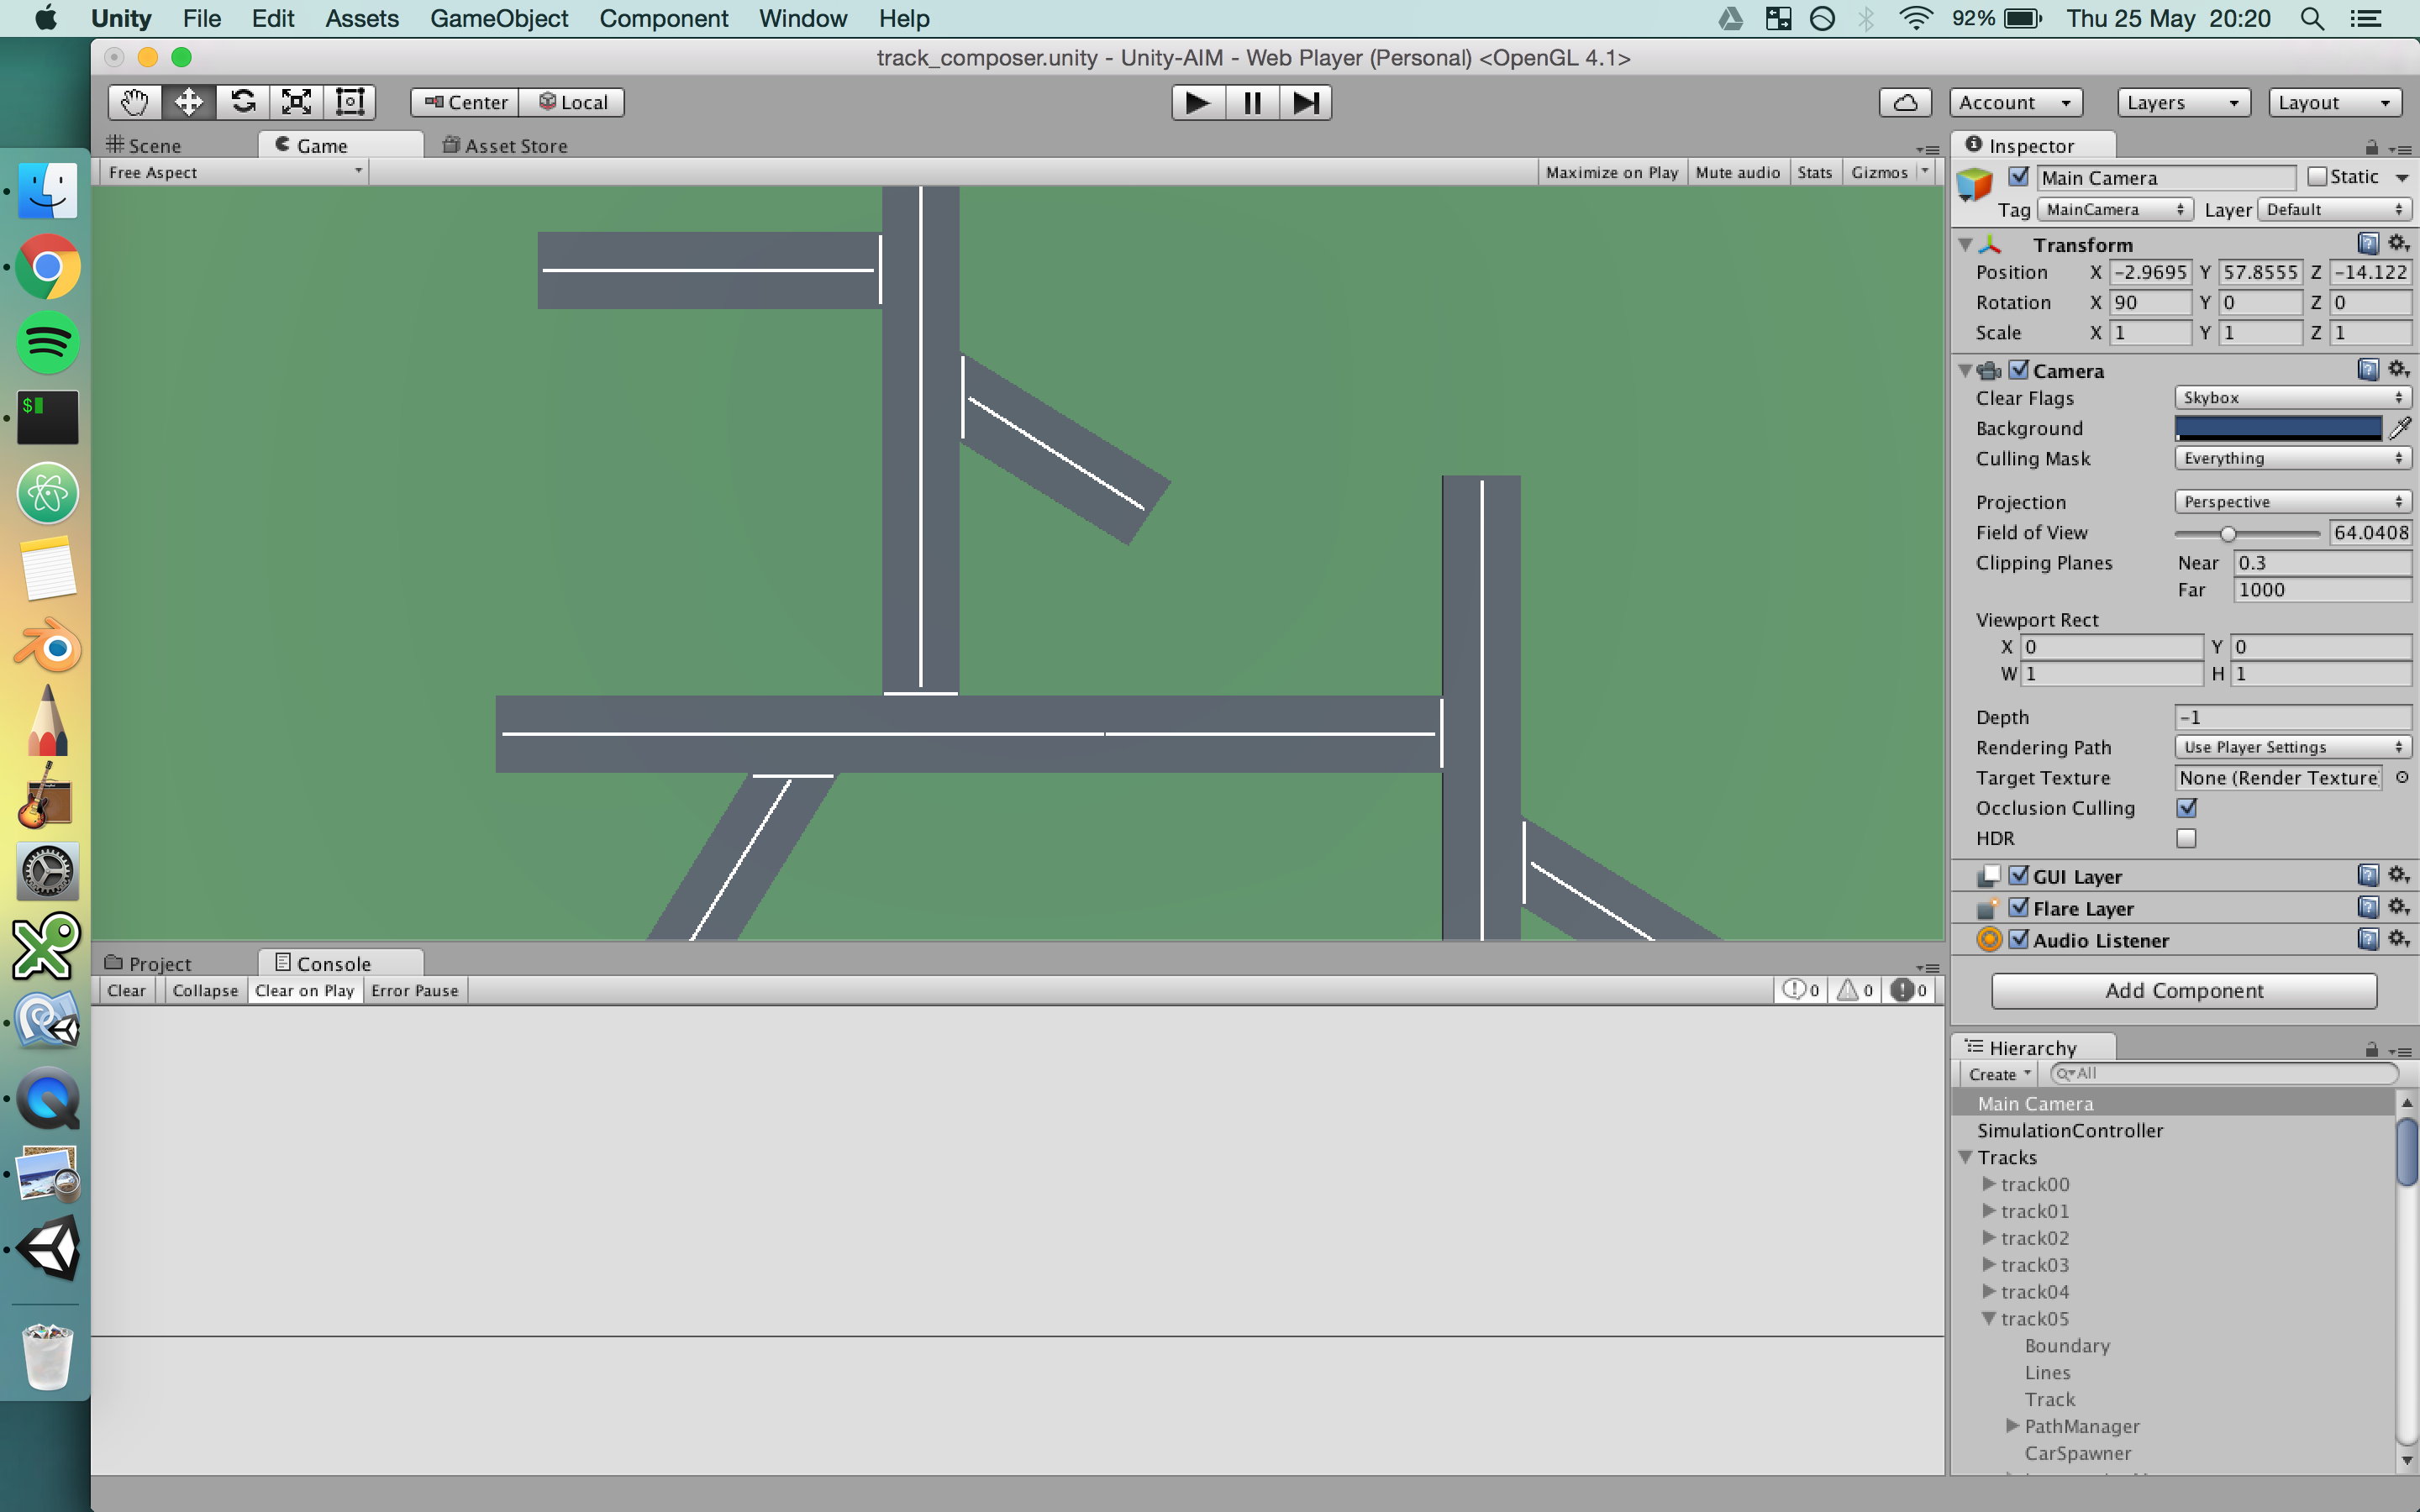 Unity File Edit Assets GameObject Component Window Help 92% Thu 25 May 20:20
track_composer.unity - Unity-AIM - Web Player (Personal) <OpenGL 4.1>
Center Local Account Layers Layout
Scene Game Asset Store
Free Aspect Maximize on Play Mute audio Stats Gizmos
Inspector
Main Camera Static
Tag MainCamera Layer Default
Transform
Position X -2.9695 Y 57.8555 Z -14.122
Rotation X 90 Y 0 Z 0
Scale X 1 Y 1 Z 1
Camera
Clear Flags Skybox
Background
Culling Mask Everything
Projection Perspective
Field of View 64.0408
Clipping Planes Near 0.3
Far 1000
Viewport Rect
X 0 Y 0
W 1 H 1
Depth -1
Rendering Path Use Player Settings
Target Texture None (Render Texture
Occlusion Culling
HDR
GUI Layer
Flare Layer
Audio Listener
Add Component
Project Console
Clear Collapse Clear on Play Error Pause 0 0 0
Hierarchy
Create All
Main Camera
SimulationController
Tracks
track00
track01
track02
track03
track04
track05
Boundary
Lines
Track
PathManager
CarSpawner
$